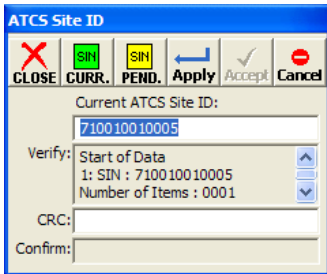 ATCS Site ID
SIN SIN
CLOSE CURR. PEND. Apply Accept Cancel
Current ATCS Site ID:
710010010005
Verify: Start of Data
1: SIN : 710010010005
Number of Items : 0001
CRC:
Confirm: